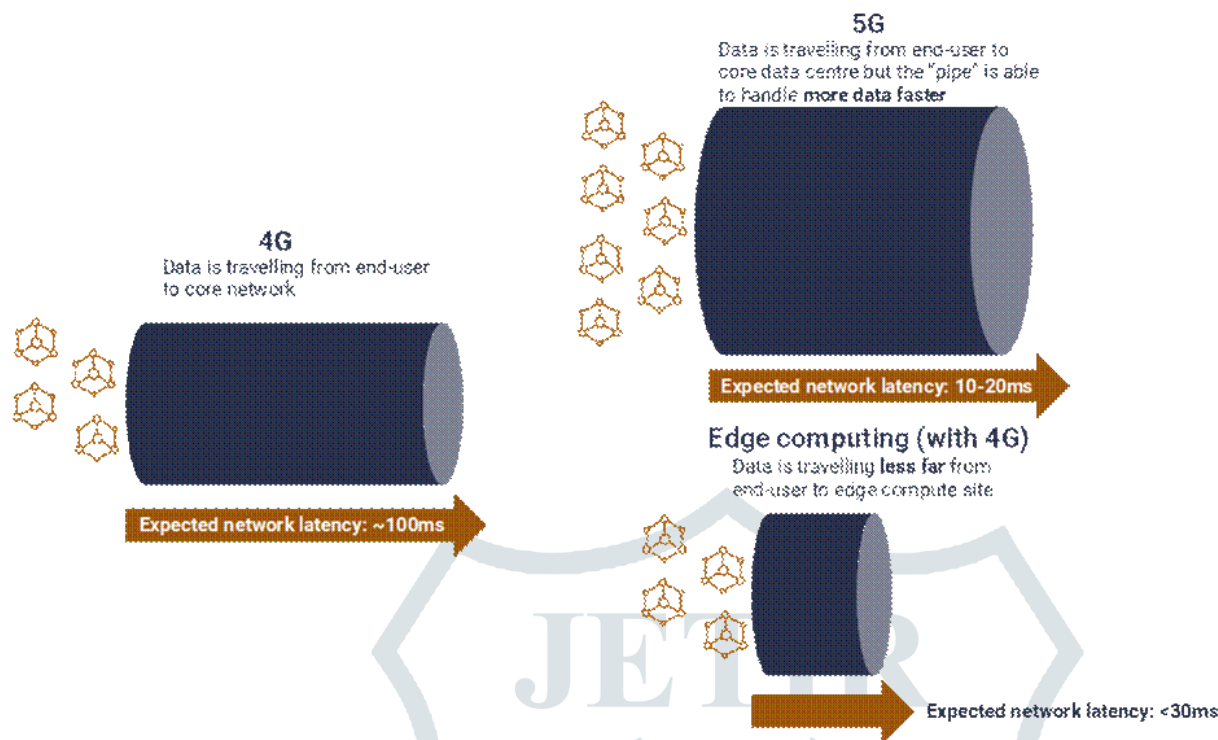 5G
Data is travelling from end-user to
core data centre but the "pipe" is able
to handle more data faster
4G
Data is travelling from end-user
to core network
Expected network latency: 10-20ms
Expected network latency: ~100ms
Edge computing (with 4G)
Data is travelling less far from
end-user to edge compute site
Expected network latency: <30ms
JETIR